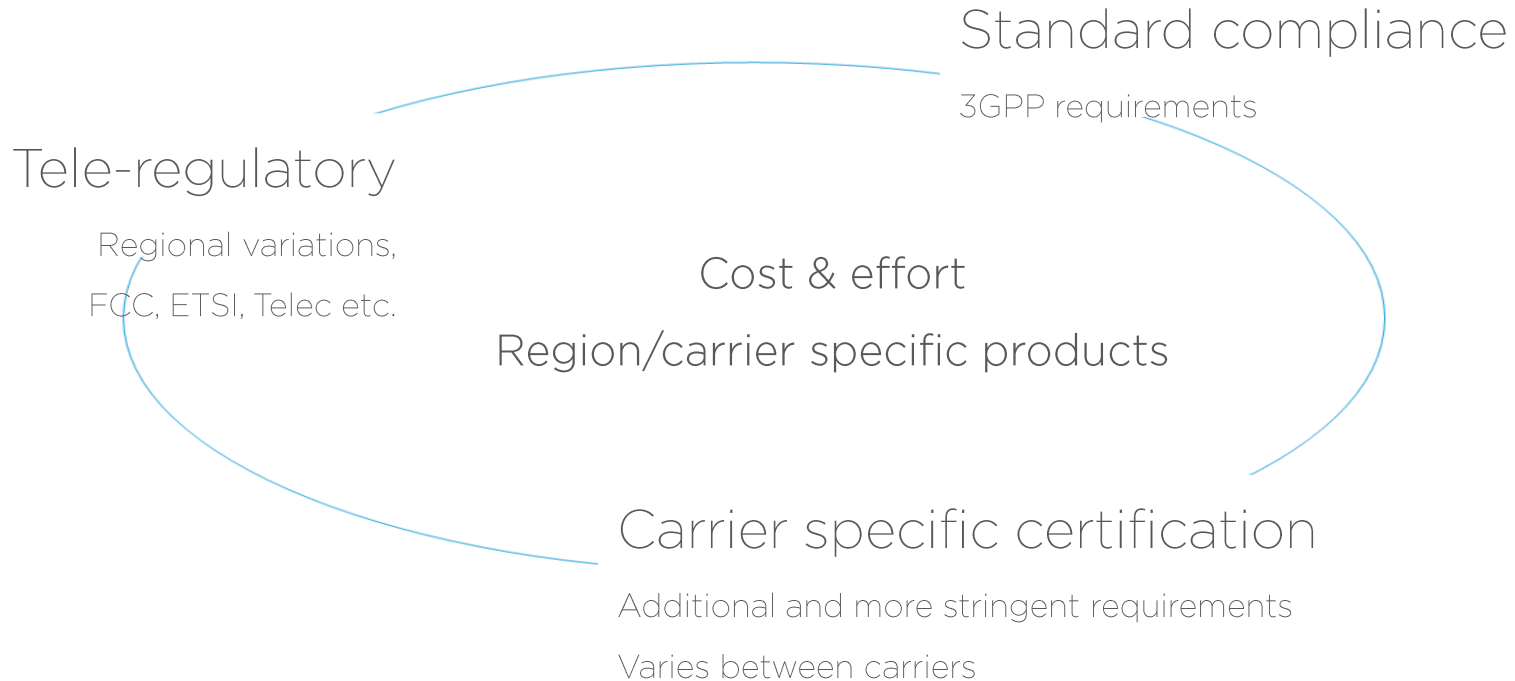 Standard compliance
3GPP requirements
Tele-regulatory
Regional variations,
FCC, ETSI, Telec etc.
Cost & effort
Region/carrier specific products
Carrier specific certification
Additional and more stringent requirements
Varies between carriers